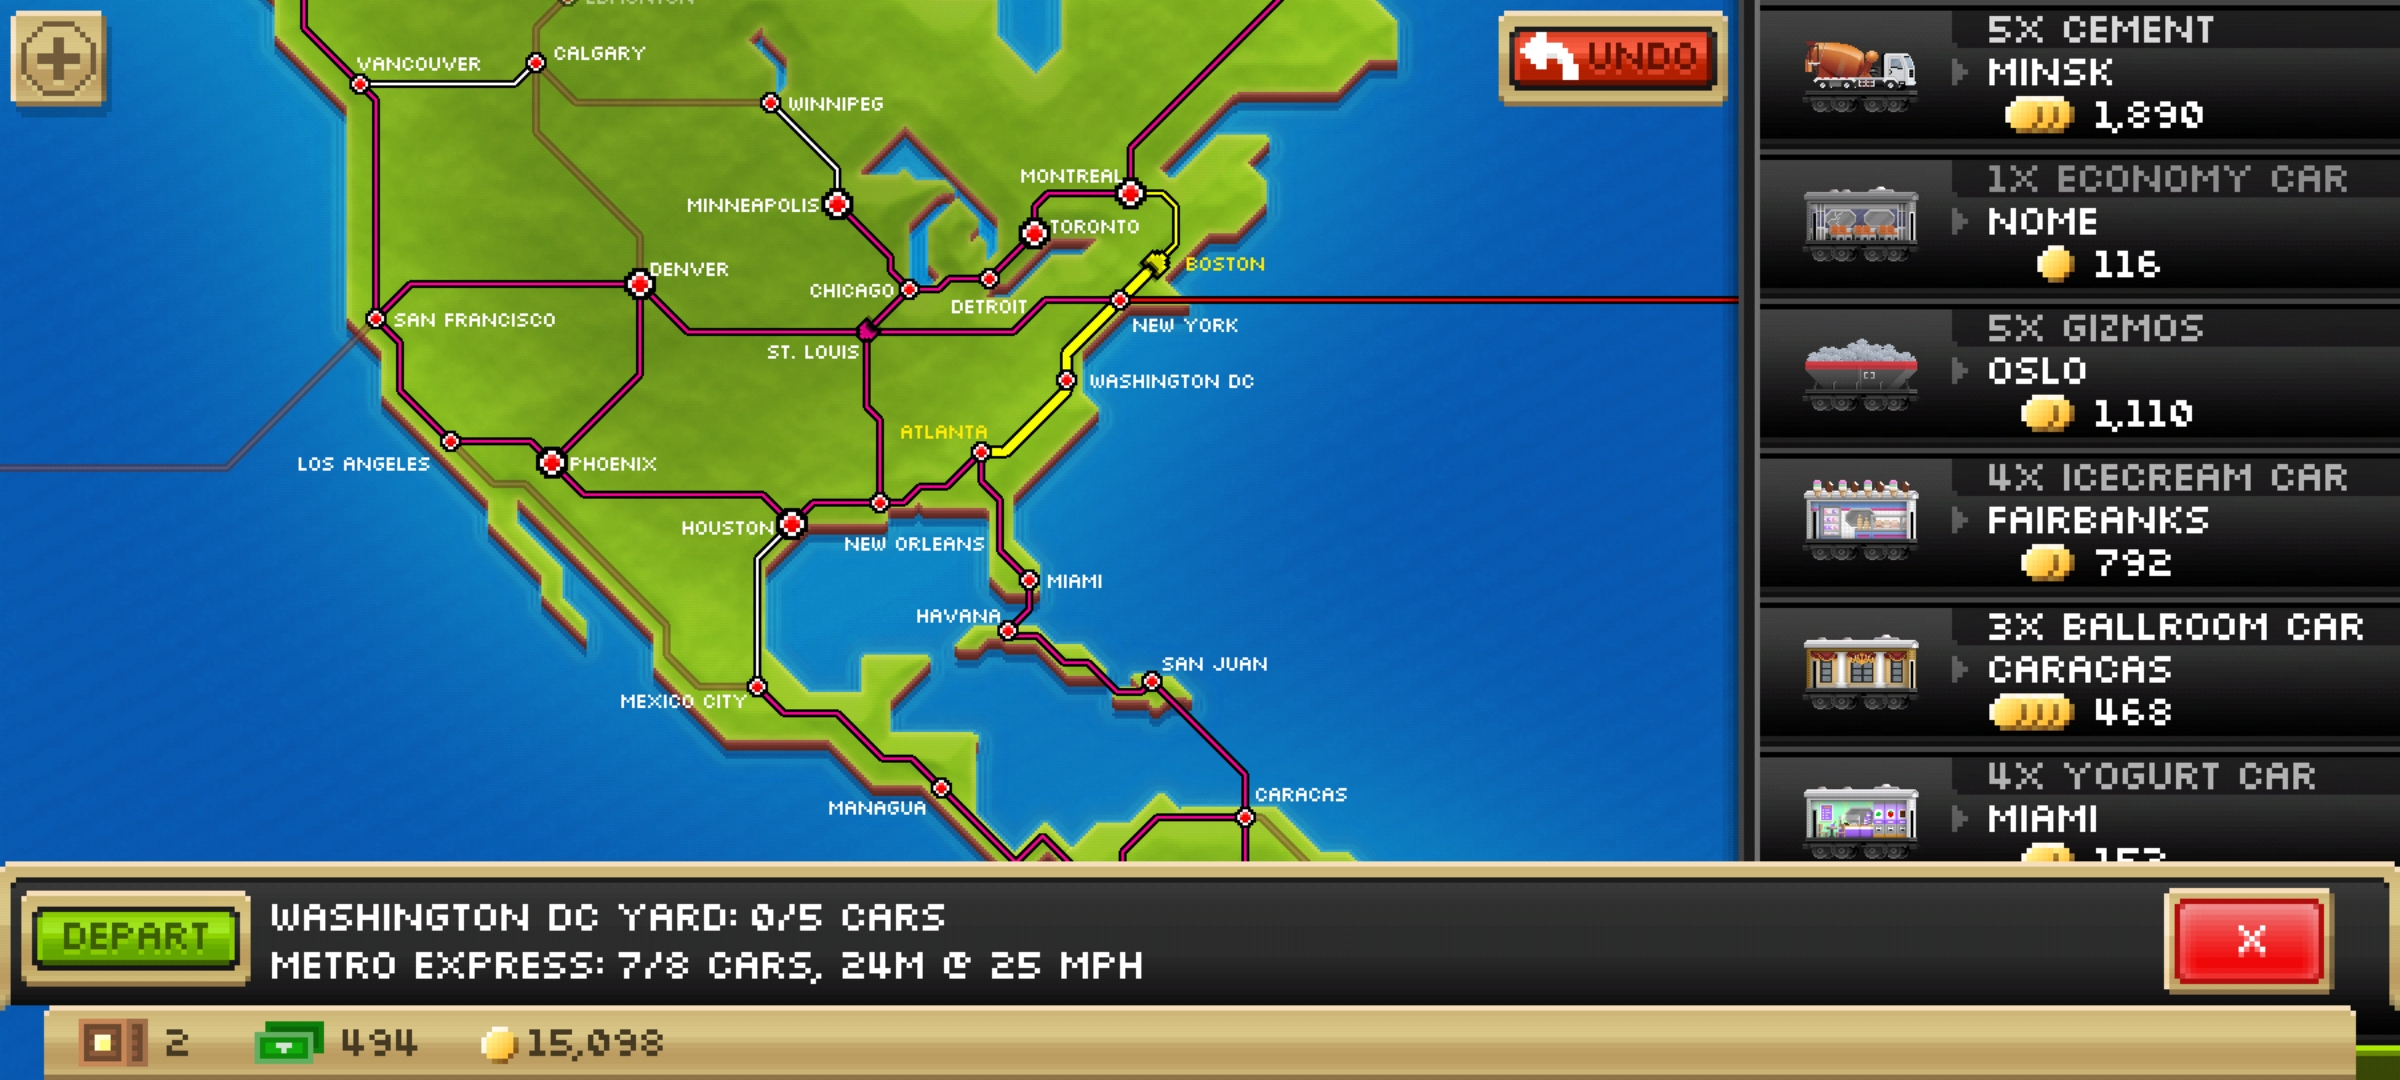 EDMONTON
VANCOUVER
CALGARY
WINNIPEG
MONTREAL
MINNEAPOLIS
TORONTO
DENVER
BOSTON
CHICAGO
DETROIT
SAN FRANCISCO
NEW YORK
ST. LOUIS
WASHINGTON DC
ATLANTA
LOS ANGELES
PHOENIX
HOUSTON
NEW ORLEANS
MIAMI
HAVANA
SAN JUAN
MEXICO CITY
CARACAS
MANAGUA
UNDO
5X CEMENT
MINSK
1,890
1X ECONOMY CAR
NOME
116
5X GIZMOS
OSLO
1,110
4X ICECREAM CAR
FAIRBANKS
792
3X BALLROOM CAR
CARACAS
468
4X YOGURT CAR
MIAMI
DEPART
WASHINGTON DC YARD: 0/5 CARS
METRO EXPRESS: 7/8 CARS, 24M @ 25 MPH
X
2
494
15,098